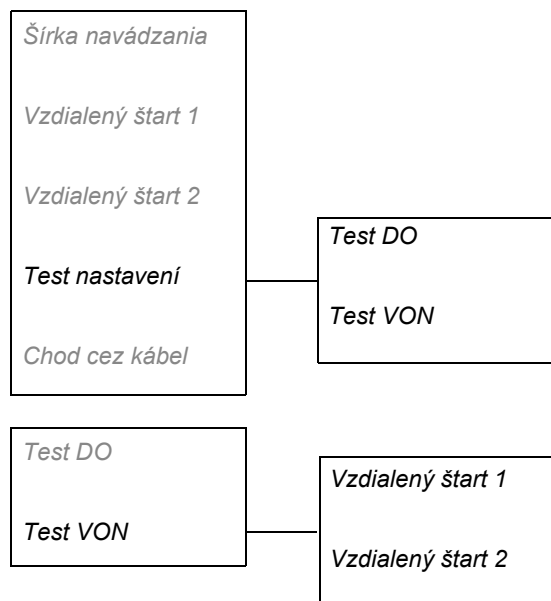 Šírka navádzania
Vzdialený štart 1
Vzdialený štart 2
Test nastavení
Chod cez kábel
Test DO
Test VON
Test DO
Test VON
Vzdialený štart 1
Vzdialený štart 2